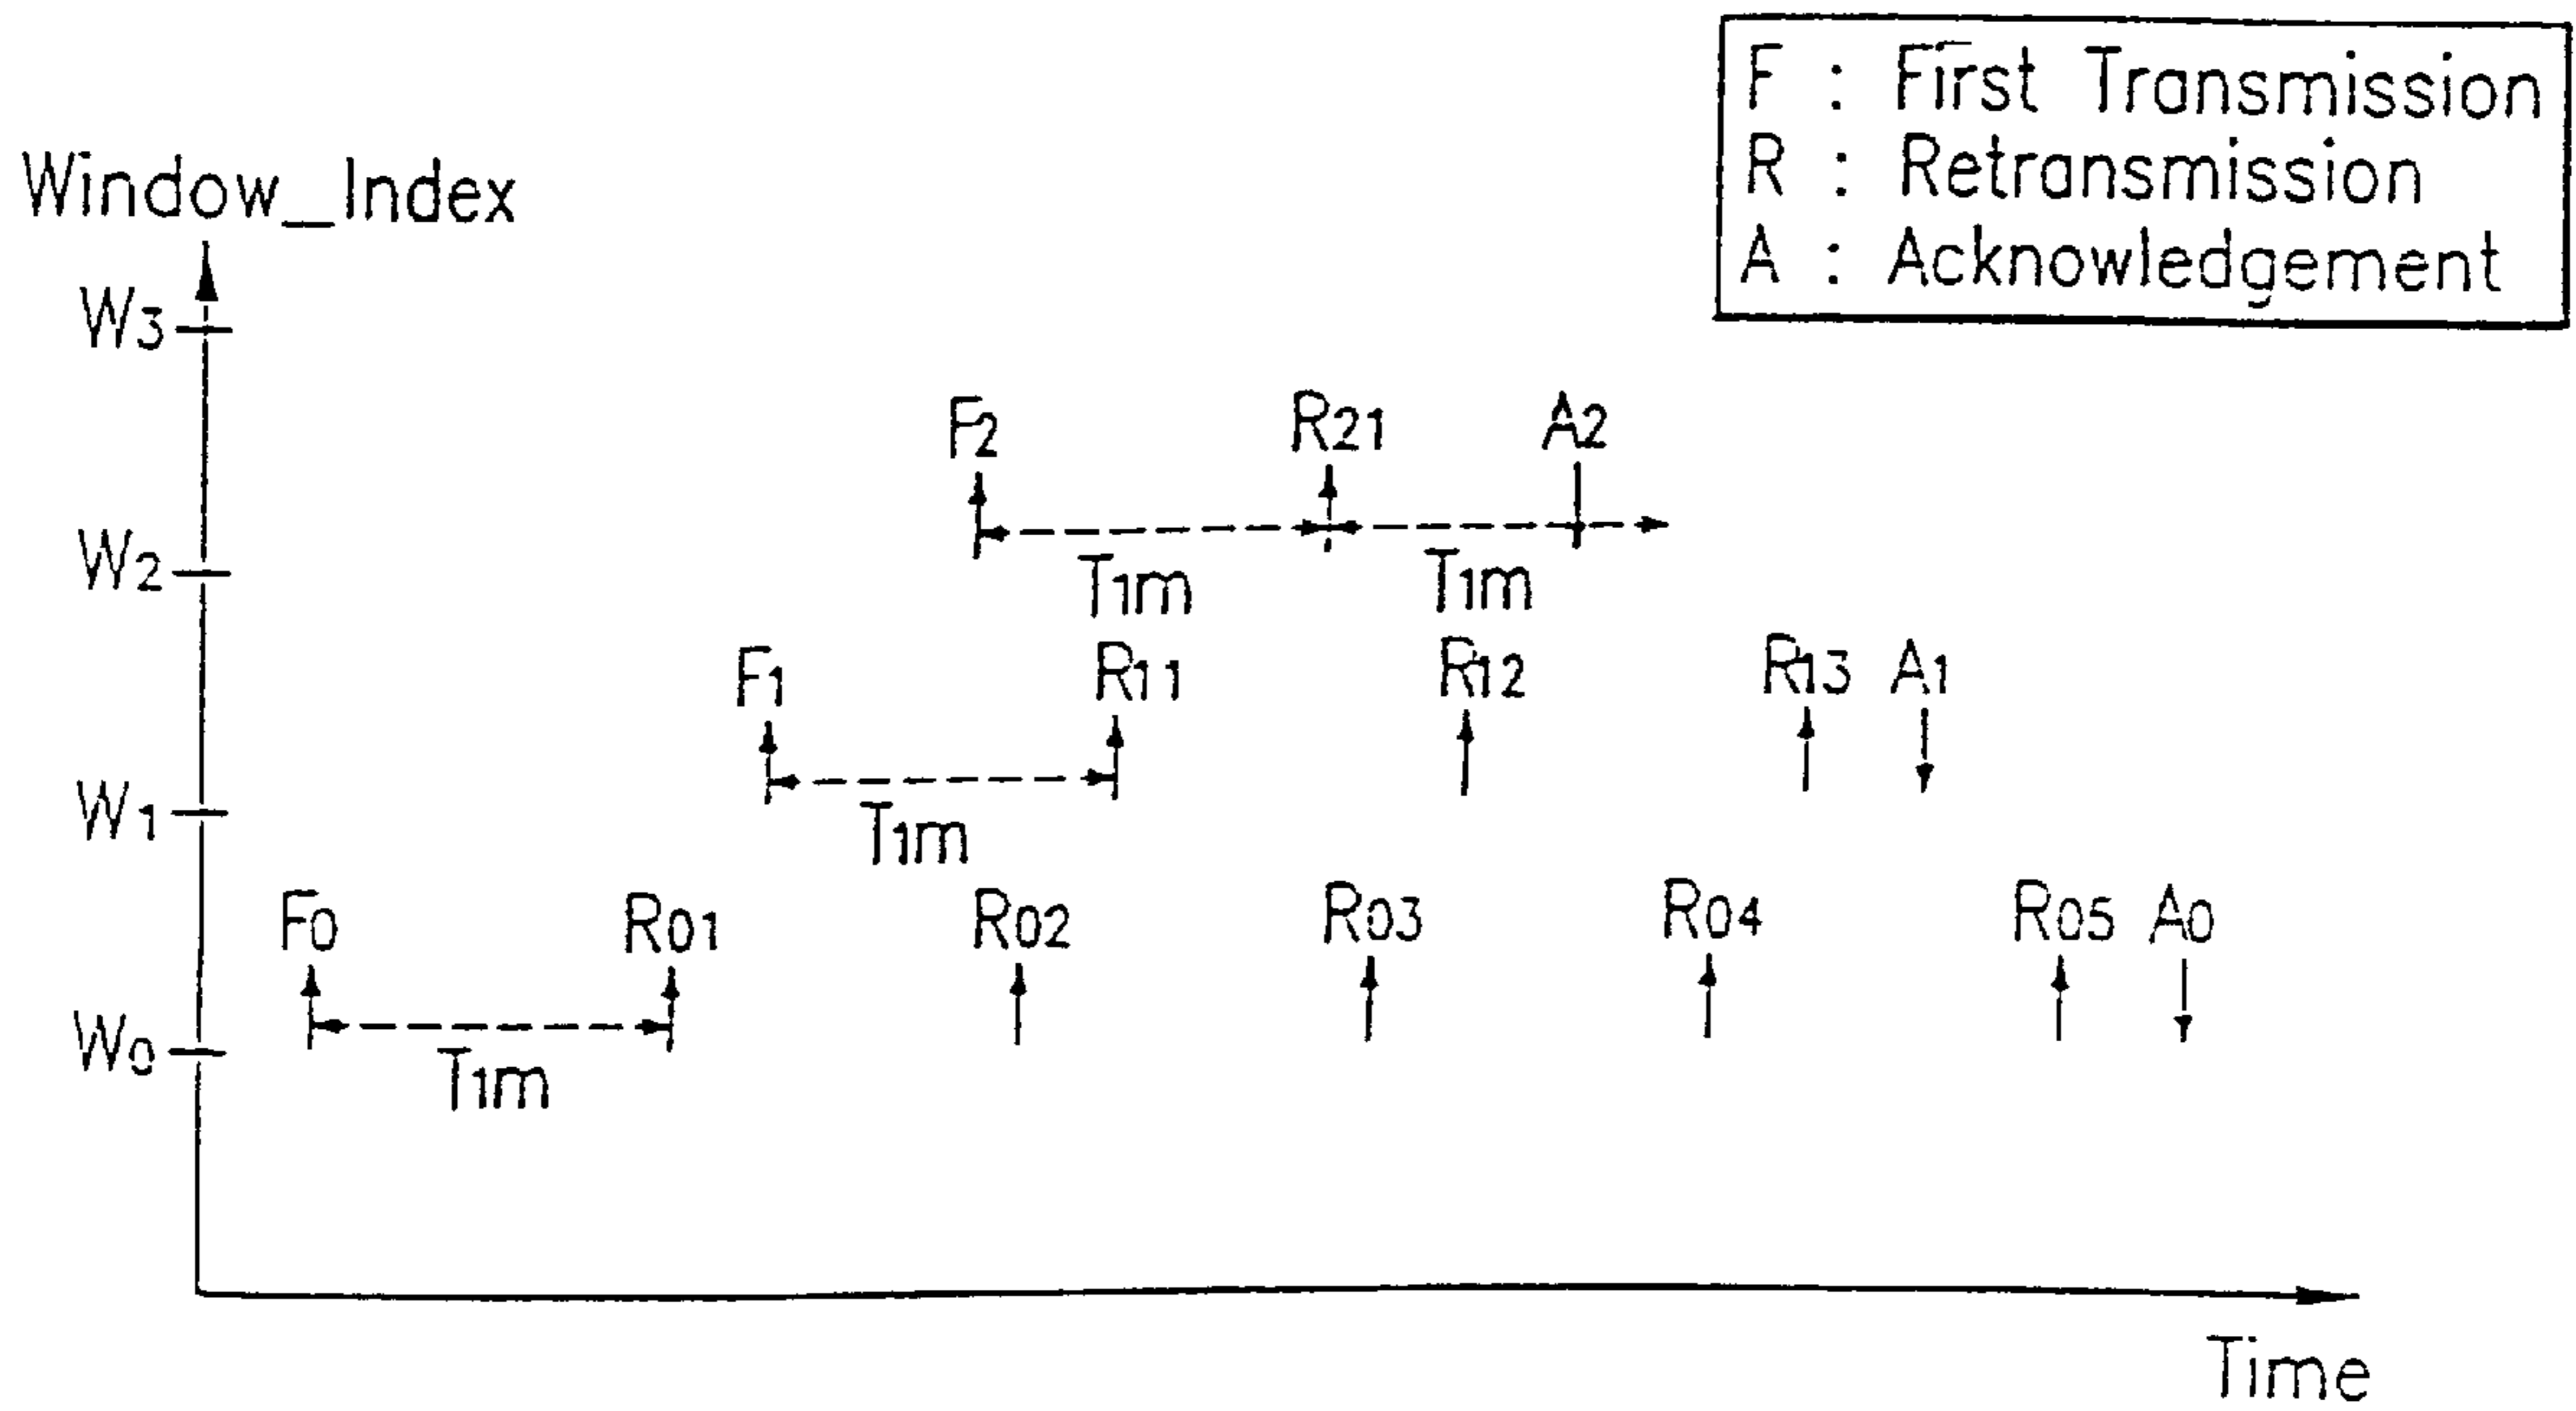 F : First Transmission
R : Retransmission
A : Acknowledgement
Window_Index
W3
F2 R21 A2
W2
T1m T1m
F1 R11 R12 R13 A1
W1
T1m
F0 R01 R02 R03 R04 R05 A0
W0
T1m
Time